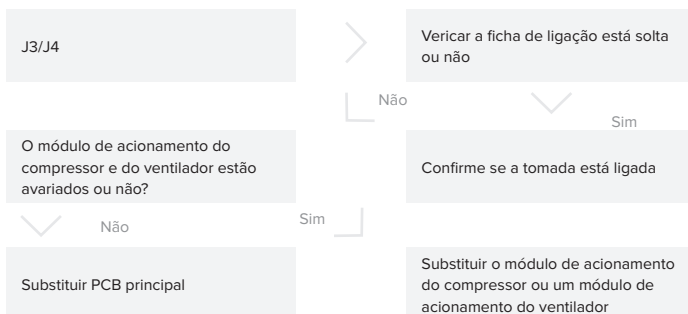 J3/J4
Vericar a ficha de ligação está solta
ou não
Não
Sim
O módulo de acionamento do
compressor e do ventilador estão
avariados ou não?
Confirme se a tomada está ligada
Não
Sim
Substituir PCB principal
Substituir o módulo de acionamento
do compressor ou um módulo de
acionamento do ventilador